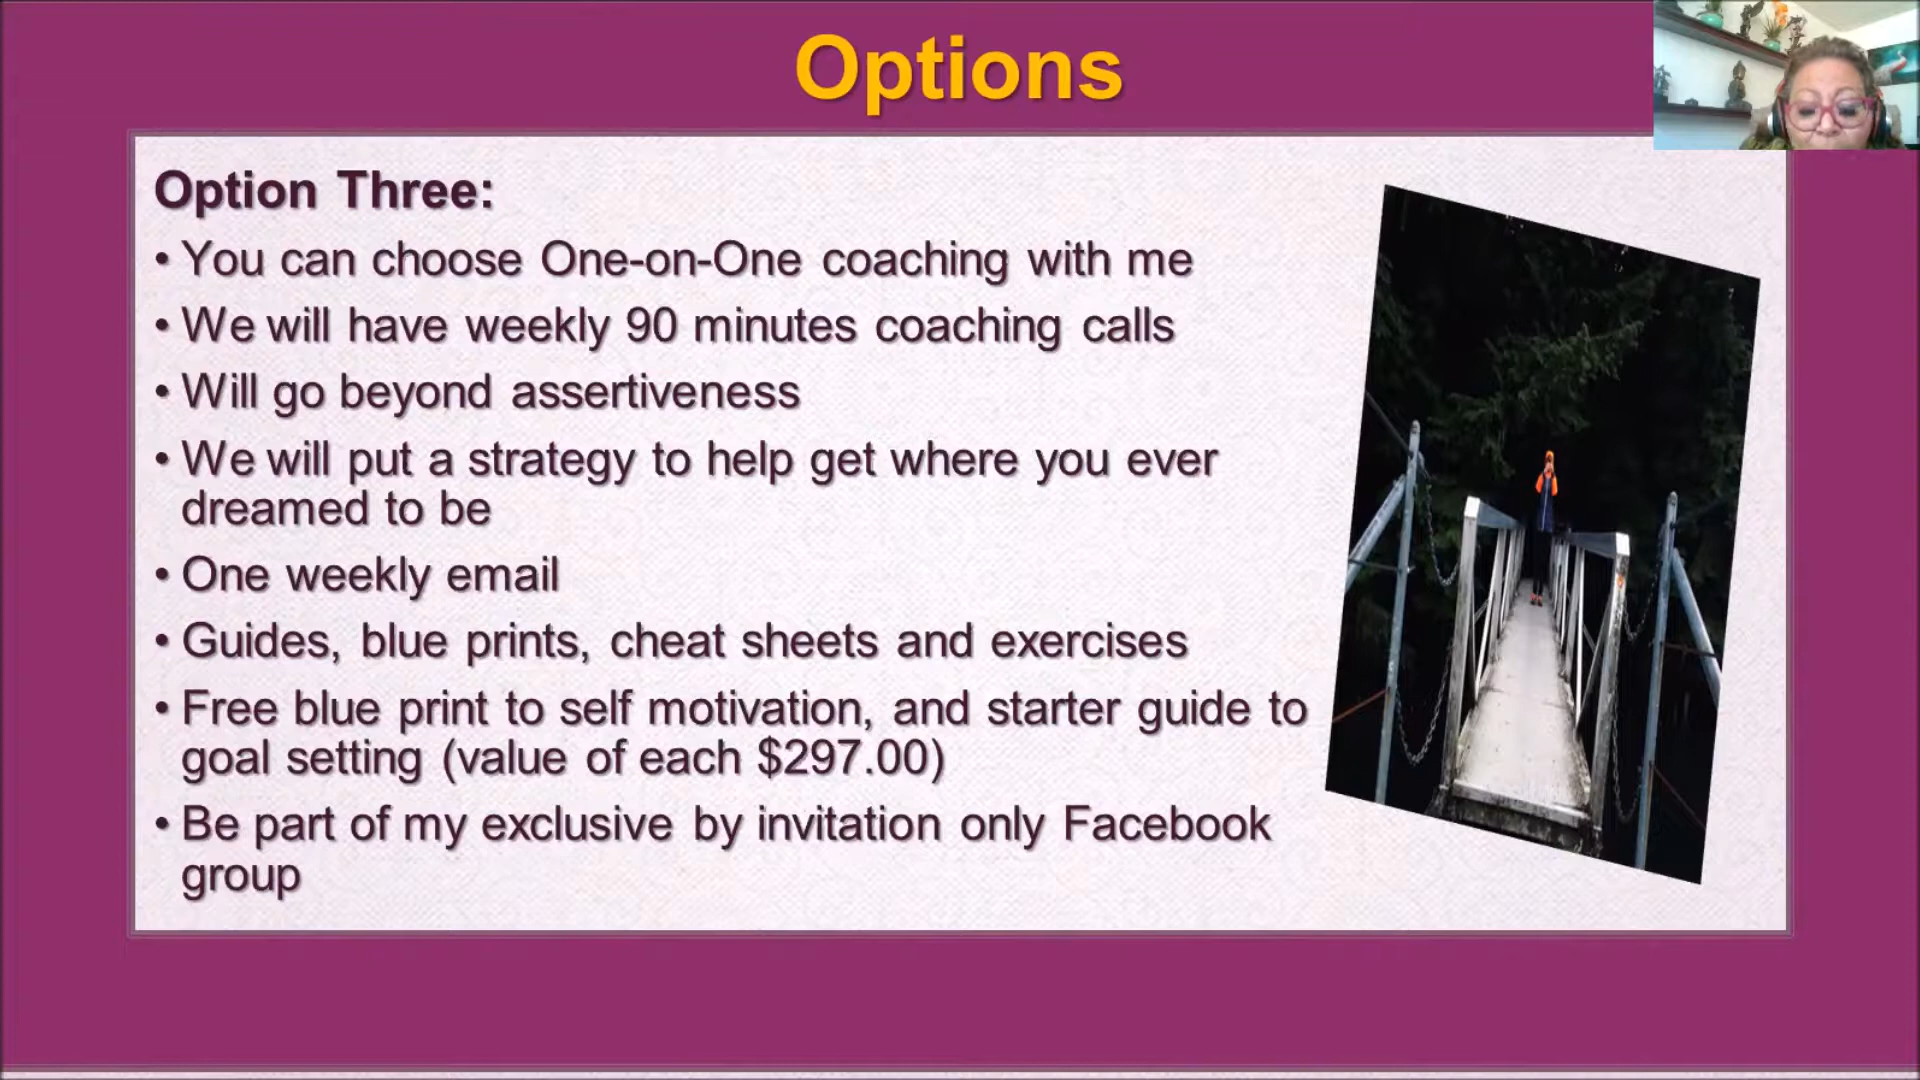 Options
Option Three:
• You can choose One-on-One coaching with me
• We will have weekly 90 minutes coaching calls
• Will go beyond assertiveness
• We will put a strategy to help get where you ever
dreamed to be
• One weekly email
• Guides, blue prints, cheat sheets and exercises
• Free blue print to self motivation, and starter guide to
goal setting (value of each $297.00)
• Be part of my exclusive by invitation only Facebook
group